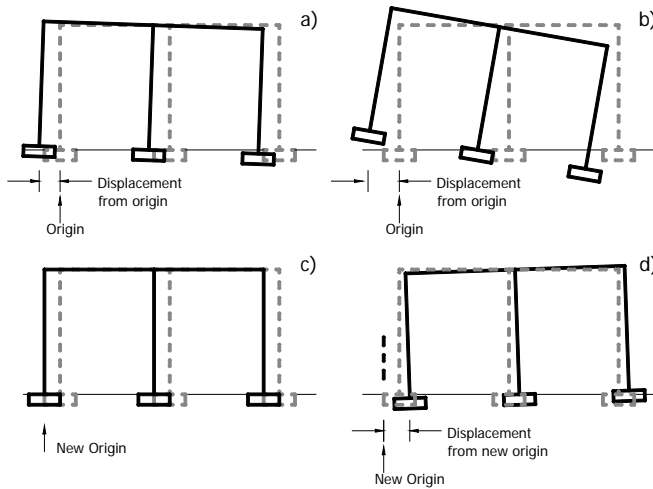 a)
Displacement
from origin
Origin
b)
Displacement
from origin
Origin
c)
New Origin
d)
Displacement
from new origin
New Origin